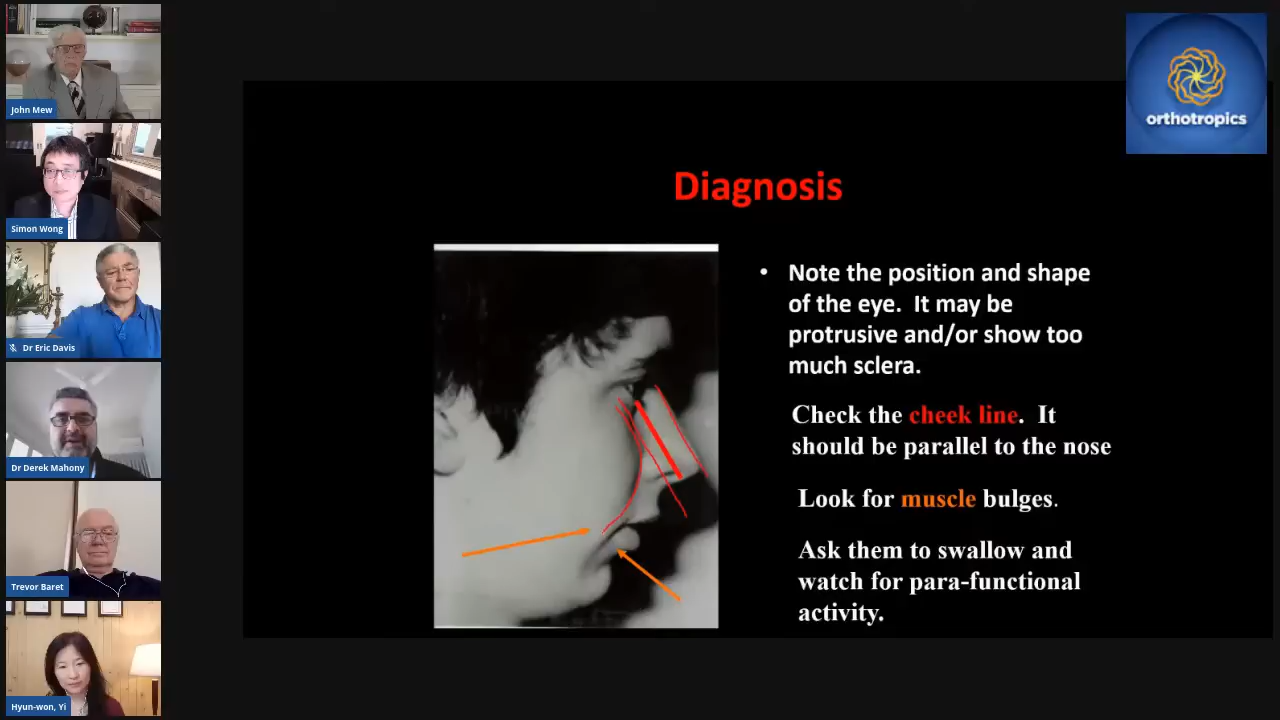 John Mew
Simon Wong
Dr Eric Davis
Dr Derek Mahony
Trevor Baret
Hyun-won, Yi
orthotropics
Diagnosis
• Note the position and shape
of the eye. It may be
protrusive and/or show too
much sclera.
Check the cheek line. It
should be parallel to the nose
Look for muscle bulges.
Ask them to swallow and
watch for para-functional
activity.